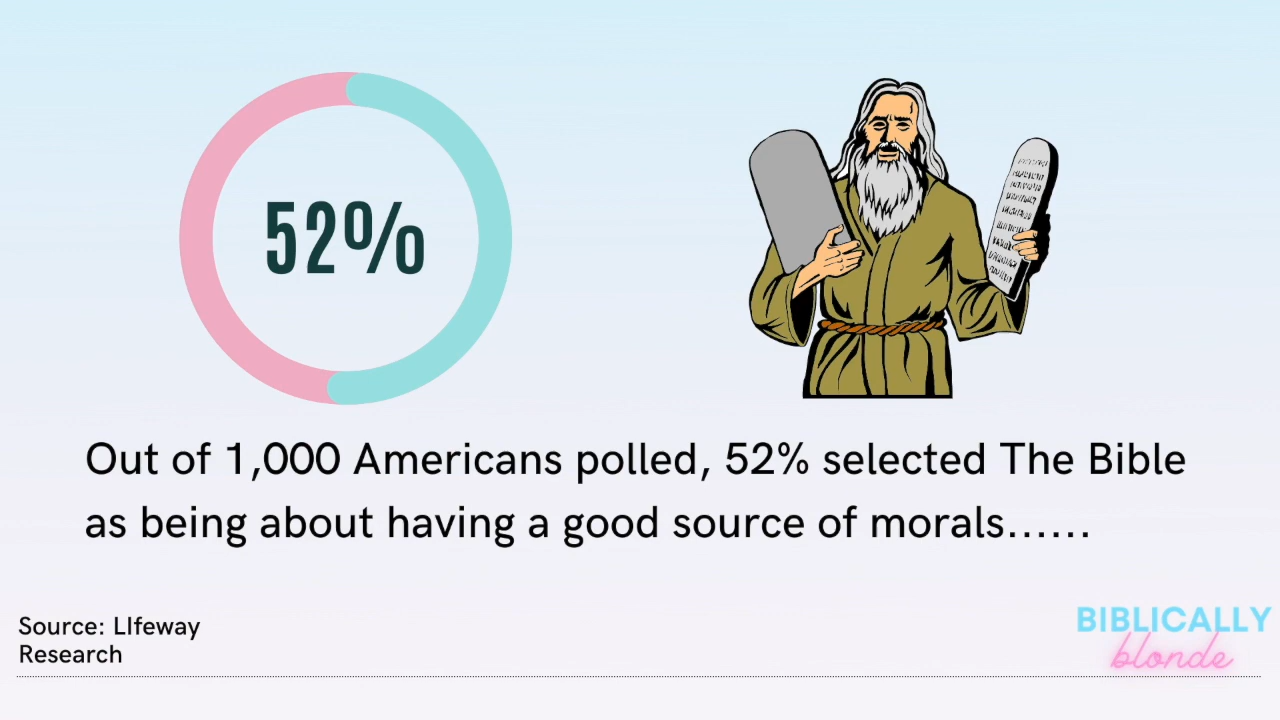 52%
Out of 1,000 Americans polled, 52% selected The Bible
as being about having a good source of morals......
Source: LIfeway
Research
BIBLICALLY
blonde